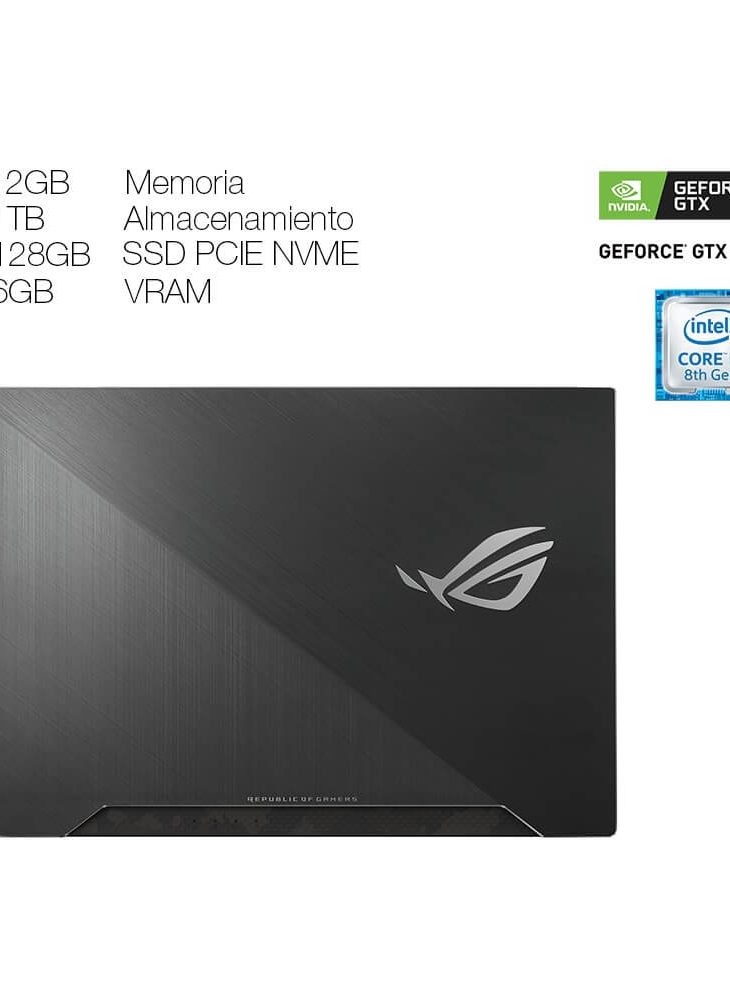 2GB Memoria
TB Almacenamiento
128GB SSD PCIE NVME
6GB VRAM
NVIDIA. GEFOR
GTX
GEFORCE® GTX
intel
CORE™
8th Ge
REPUBLIC OF GAMERS